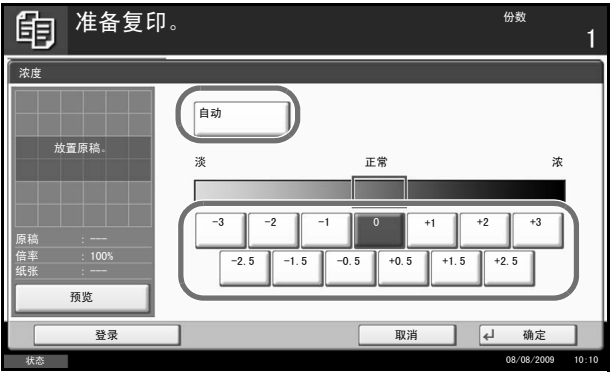 准备复印。
份数
1
浓度
自动
放置原稿。
淡 正常 浓
-3 -2 -1 0 +1 +2 +3
-2.5 -1.5 -0.5 +0.5 +1.5 +2.5
原稿 : ---
倍率 : 100%
纸张 : ---
预览
登录 取消 确定
状态 08/08/2009 10:10